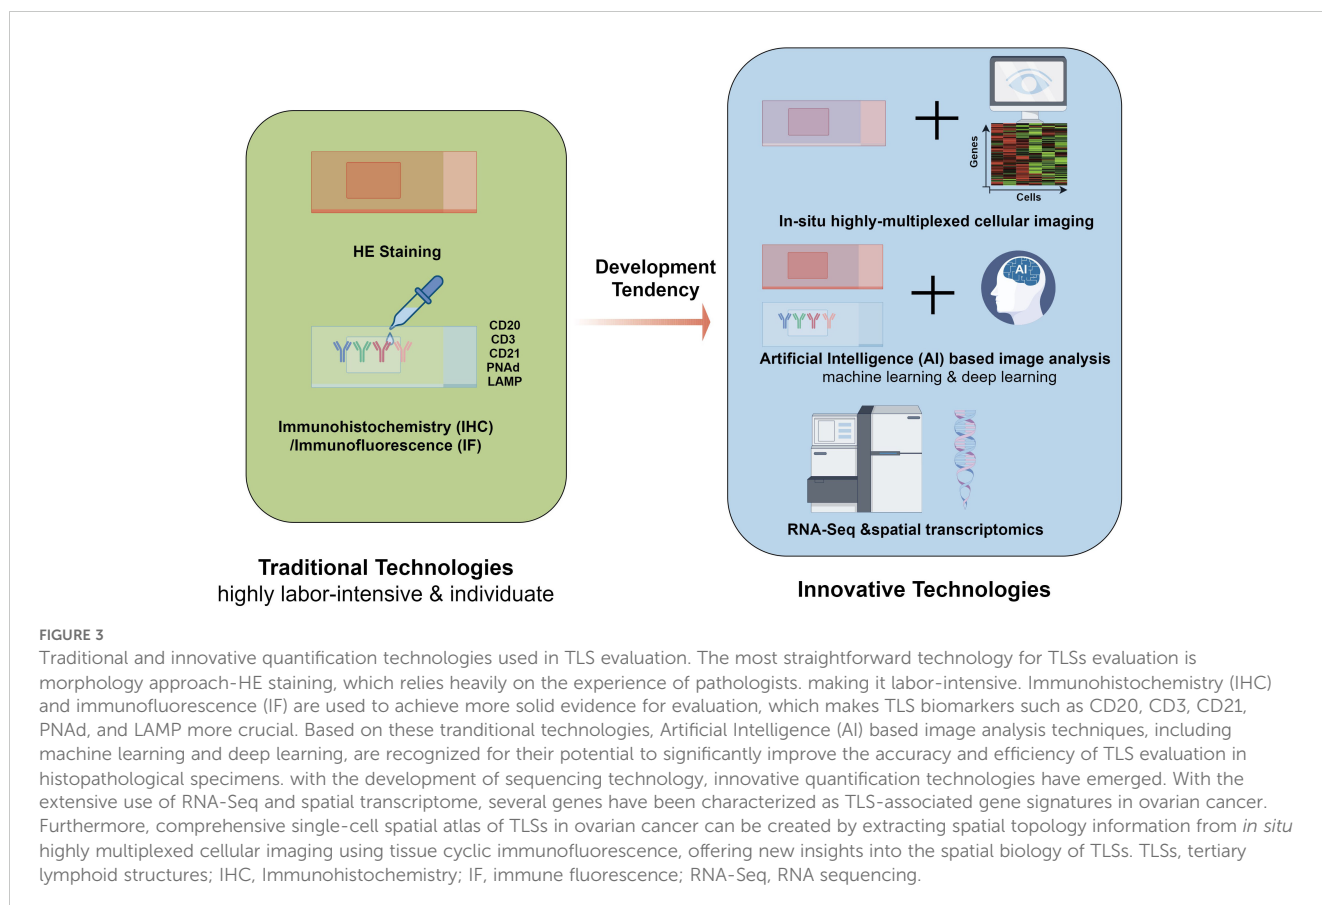 HE Staining
CD20
CD3
CD21
PNAd
LAMP
Immunohistochemistry (IHC)
/Immunofluorescence (IF)
Traditional Technologies
highly labor-intensive & individuate
Development
Tendency
Genes
Cells
In-situ highly-multiplexed cellular imaging
AI
Artificial Intelligence (AI) based image analysis
machine learning & deep learning
RNA-Seq &spatial transcriptomics
Innovative Technologies
FIGURE 3
Traditional and innovative quantification technologies used in TLS evaluation. The most straightforward technology for TLSs evaluation is
morphology approach-HE staining, which relies heavily on the experience of pathologists. making it labor-intensive. Immunohistochemistry (IHC)
and immunofluorescence (IF) are used to achieve more solid evidence for evaluation, which makes TLS biomarkers such as CD20, CD3, CD21,
PNAd, and LAMP more crucial. Based on these tranditional technologies, Artificial Intelligence (AI) based image analysis techniques, including
machine learning and deep learning, are recognized for their potential to significantly improve the accuracy and efficiency of TLS evaluation in
histopathological specimens. with the development of sequencing technology, innovative quantification technologies have emerged. With the
extensive use of RNA-Seq and spatial transcriptome, several genes have been characterized as TLS-associated gene signatures in ovarian cancer.
Furthermore, comprehensive single-cell spatial atlas of TLSs in ovarian cancer can be created by extracting spatial topology information from in situ
highly multiplexed cellular imaging using tissue cyclic immunofluorescence, offering new insights into the spatial biology of TLSs. TLSs, tertiary
lymphoid structures; IHC, Immunohistochemistry; IF, immune fluorescence; RNA-Seq, RNA sequencing.